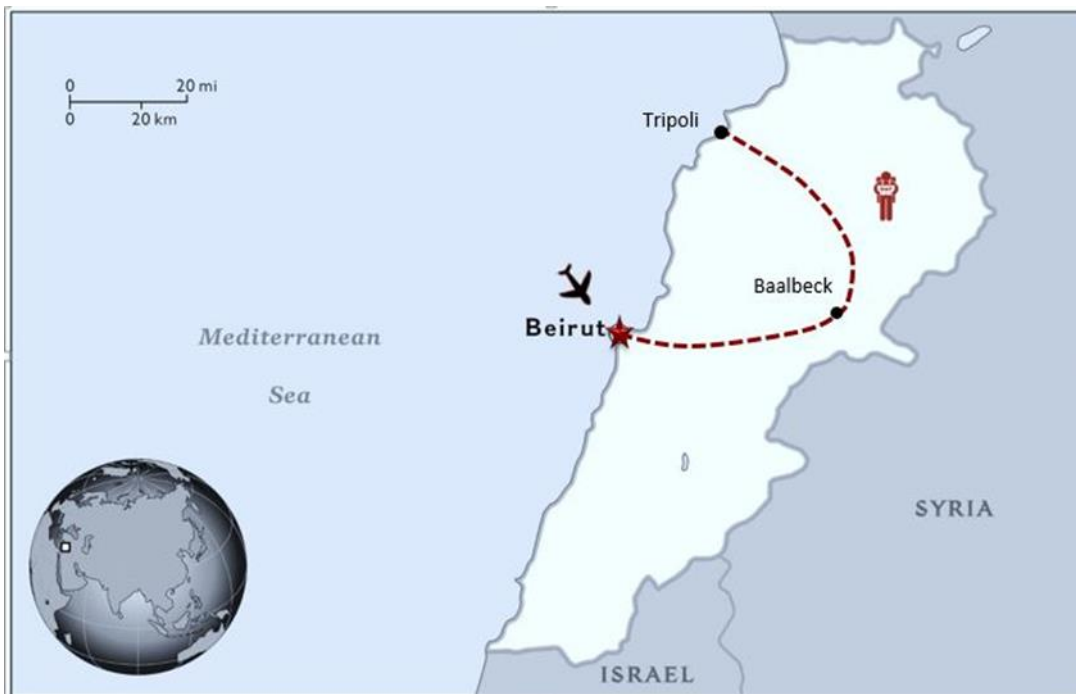 0 20 mi
0 20 km
Tripoli
Baalbeck
Beirut
Mediterranean
Sea
SYRIA
ISRAEL